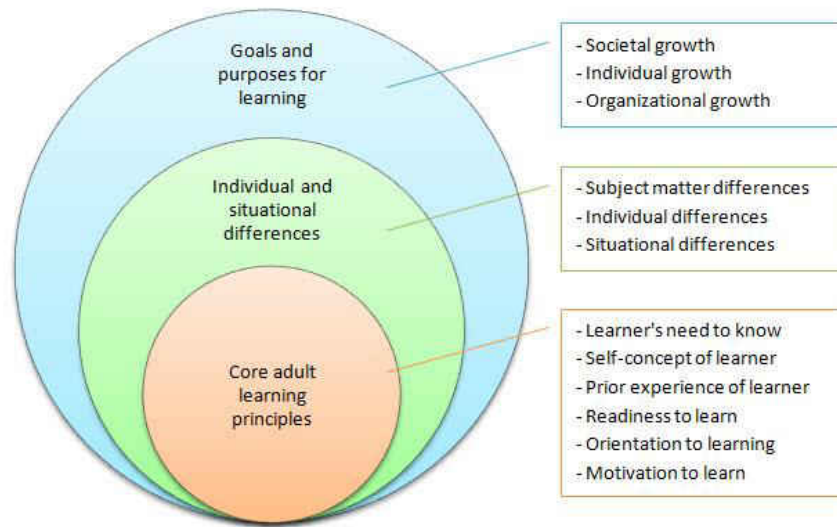 Goals and
purposes for
learning
- Societal growth
- Individual growth
- Organizational growth
Individual and
situational
differences
- Subject matter differences
- Individual differences
- Situational differences
Core adult
learning
principles
- Learner's need to know
- Self-concept of learner
- Prior experience of learner
- Readiness to learn
- Orientation to learning
- Motivation to learn